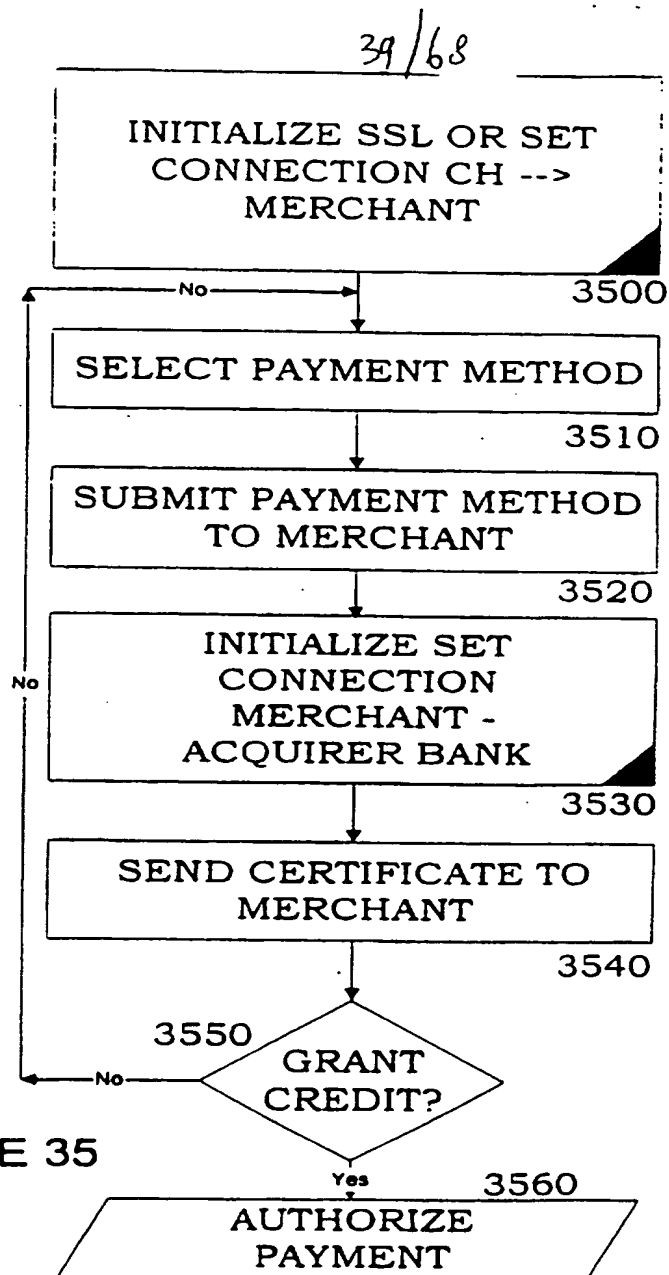 39/68
INITIALIZE SSL OR SET
CONNECTION CH -->
MERCHANT
3500
No
SELECT PAYMENT METHOD
3510
SUBMIT PAYMENT METHOD
TO MERCHANT
3520
INITIALIZE SET
CONNECTION
MERCHANT -
ACQUIRER BANK
3530
No
SEND CERTIFICATE TO
MERCHANT
3540
3550
GRANT
CREDIT?
No
E 35
Yes
3560
AUTHORIZE
PAYMENT